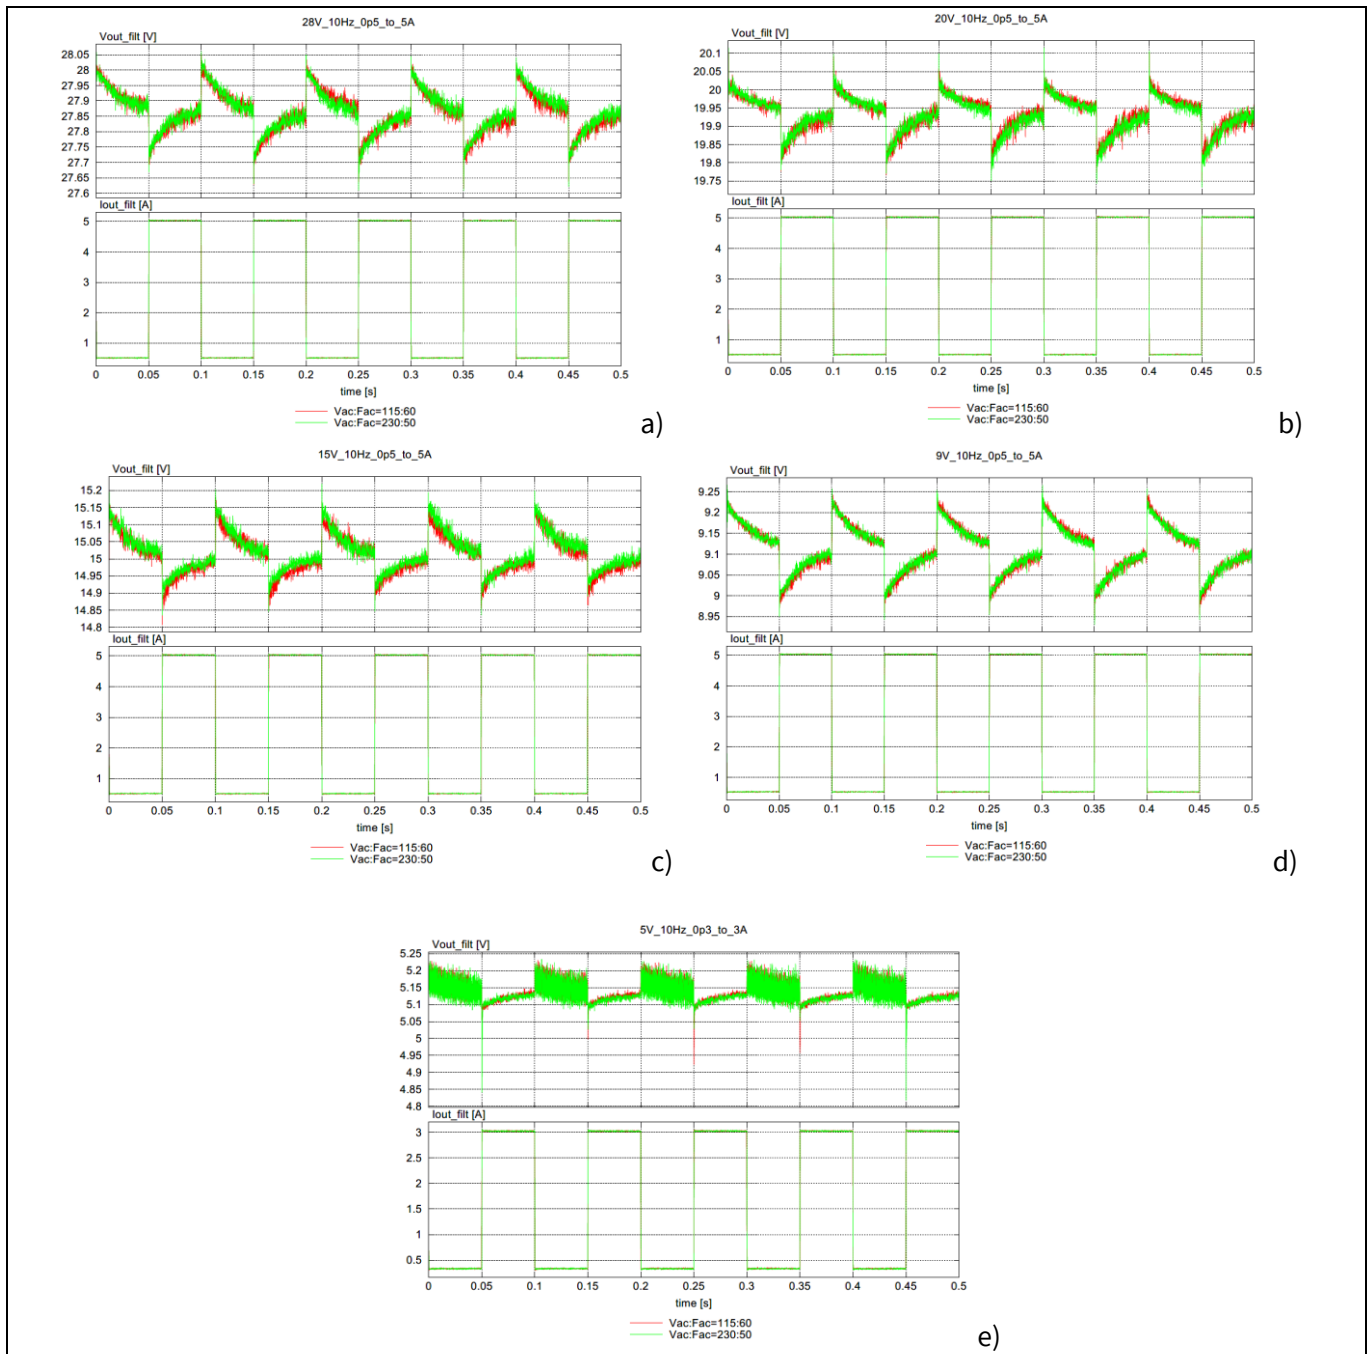 28V_10Hz_0p5_to_5A
Vout_filt [V]
28.05
28
27.95
27.9
27.85
27.8
27.75
27.7
27.65
27.6
Iout_filt [A]
5
4
3
2
1
0 0.05 0.1 0.15 0.2 0.25 0.3 0.35 0.4 0.45 0.5
time [s]
Vac:Fac=115:60
Vac:Fac=230:50
a)
20V_10Hz_0p5_to_5A
Vout_filt [V]
20.1
20.05
20
19.95
19.9
19.85
19.8
19.75
Iout_filt [A]
5
4
3
2
1
0 0.05 0.1 0.15 0.2 0.25 0.3 0.35 0.4 0.45 0.5
time [s]
Vac:Fac=115:60
Vac:Fac=230:50
b)
15V_10Hz_0p5_to_5A
Vout_filt [V]
15.2
15.15
15.1
15.05
15
14.95
14.9
14.85
14.8
Iout_filt [A]
5
4
3
2
1
0 0.05 0.1 0.15 0.2 0.25 0.3 0.35 0.4 0.45 0.5
time [s]
Vac:Fac=115:60
Vac:Fac=230:50
c)
9V_10Hz_0p5_to_5A
Vout_filt [V]
9.25
9.2
9.15
9.1
9.05
9
8.95
Iout_filt [A]
5
4
3
2
1
0 0.05 0.1 0.15 0.2 0.25 0.3 0.35 0.4 0.45 0.5
time [s]
Vac:Fac=115:60
Vac:Fac=230:50
d)
5V_10Hz_0p3_to_3A
Vout_filt [V]
5.25
5.2
5.15
5.1
5.05
5
4.95
4.9
4.85
4.8
Iout_filt [A]
3
2.5
2
1.5
1
0.5
0 0.05 0.1 0.15 0.2 0.25 0.3 0.35 0.4 0.45 0.5
time [s]
Vac:Fac=115:60
Vac:Fac=230:50
e)